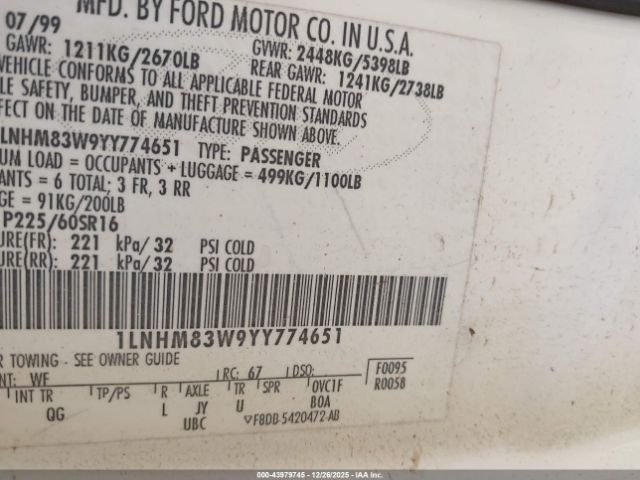 MFD. BY FORD MOTOR CO. IN U.S.A.
07/99
GAWR: 1211KG/2670LB GVWR: 2448KG/5398LB
REAR GAWR: 1241KG/2738LB
VEHICLE CONFORMS TO ALL APPLICABLE FEDERAL MOTOR
LE SAFETY, BUMPER, AND THEFT PREVENTION STANDARDS
FECT ON THE DATE OF MANUFACTURE SHOWN ABOVE.
LNHM83W9YY774651 TYPE: PASSENGER
UM LOAD = OCCUPANTS + LUGGAGE = 499KG/1100LB
ANTS = 6 TOTAL; 3 FR, 3 RR
GE = 91KG/200LB
P225/60SR16
URE(FR): 221 kPa/ 32 PSI COLD
URE(RR): 221 kPa/ 32 PSI COLD
1LNHM83W9YY774651
R TOWING - SEE OWNER GUIDE
NT: WF RC: 67 DSO:
F0095
R0058
INT TR TP/PS R AXLE TR SPR OVC1F
QG L JY U BOA
UBC ▽F8DB-5420472-AB
© 43979745 | 12/26/2025 - IAA Holdings, LLC